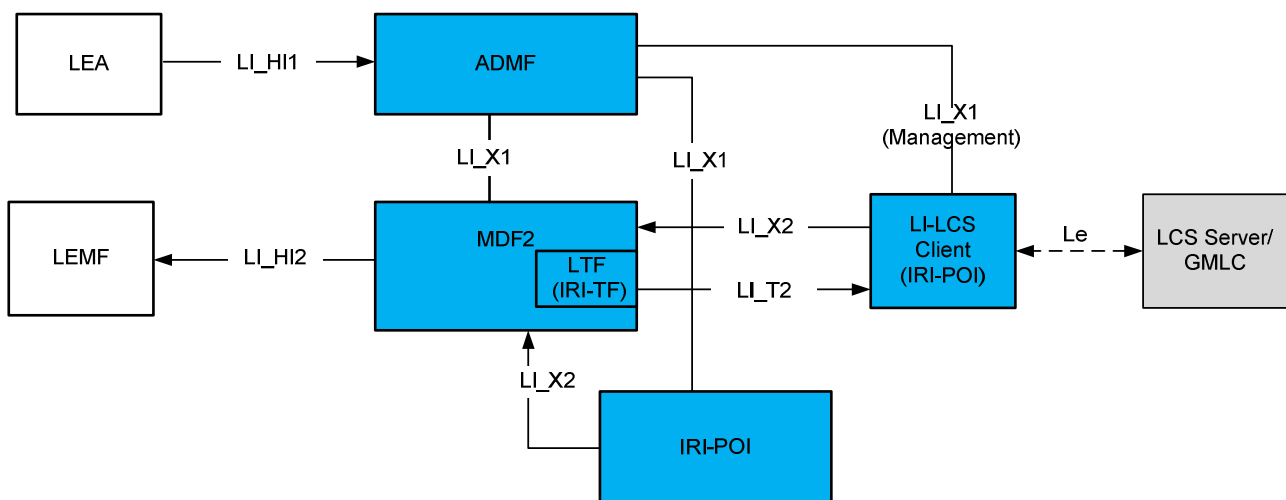 LEA
LI_HI1
ADMF
LI_X1
(Management)
LI_X1
LI_X1
LEMF
LI_HI2
MDF2
LTF
(IRI-TF)
LI_X2
LI_T2
LI-LCS
Client
(IRI-POI)
Le
LCS Server/
GMLC
LI_X2
IRI-POI